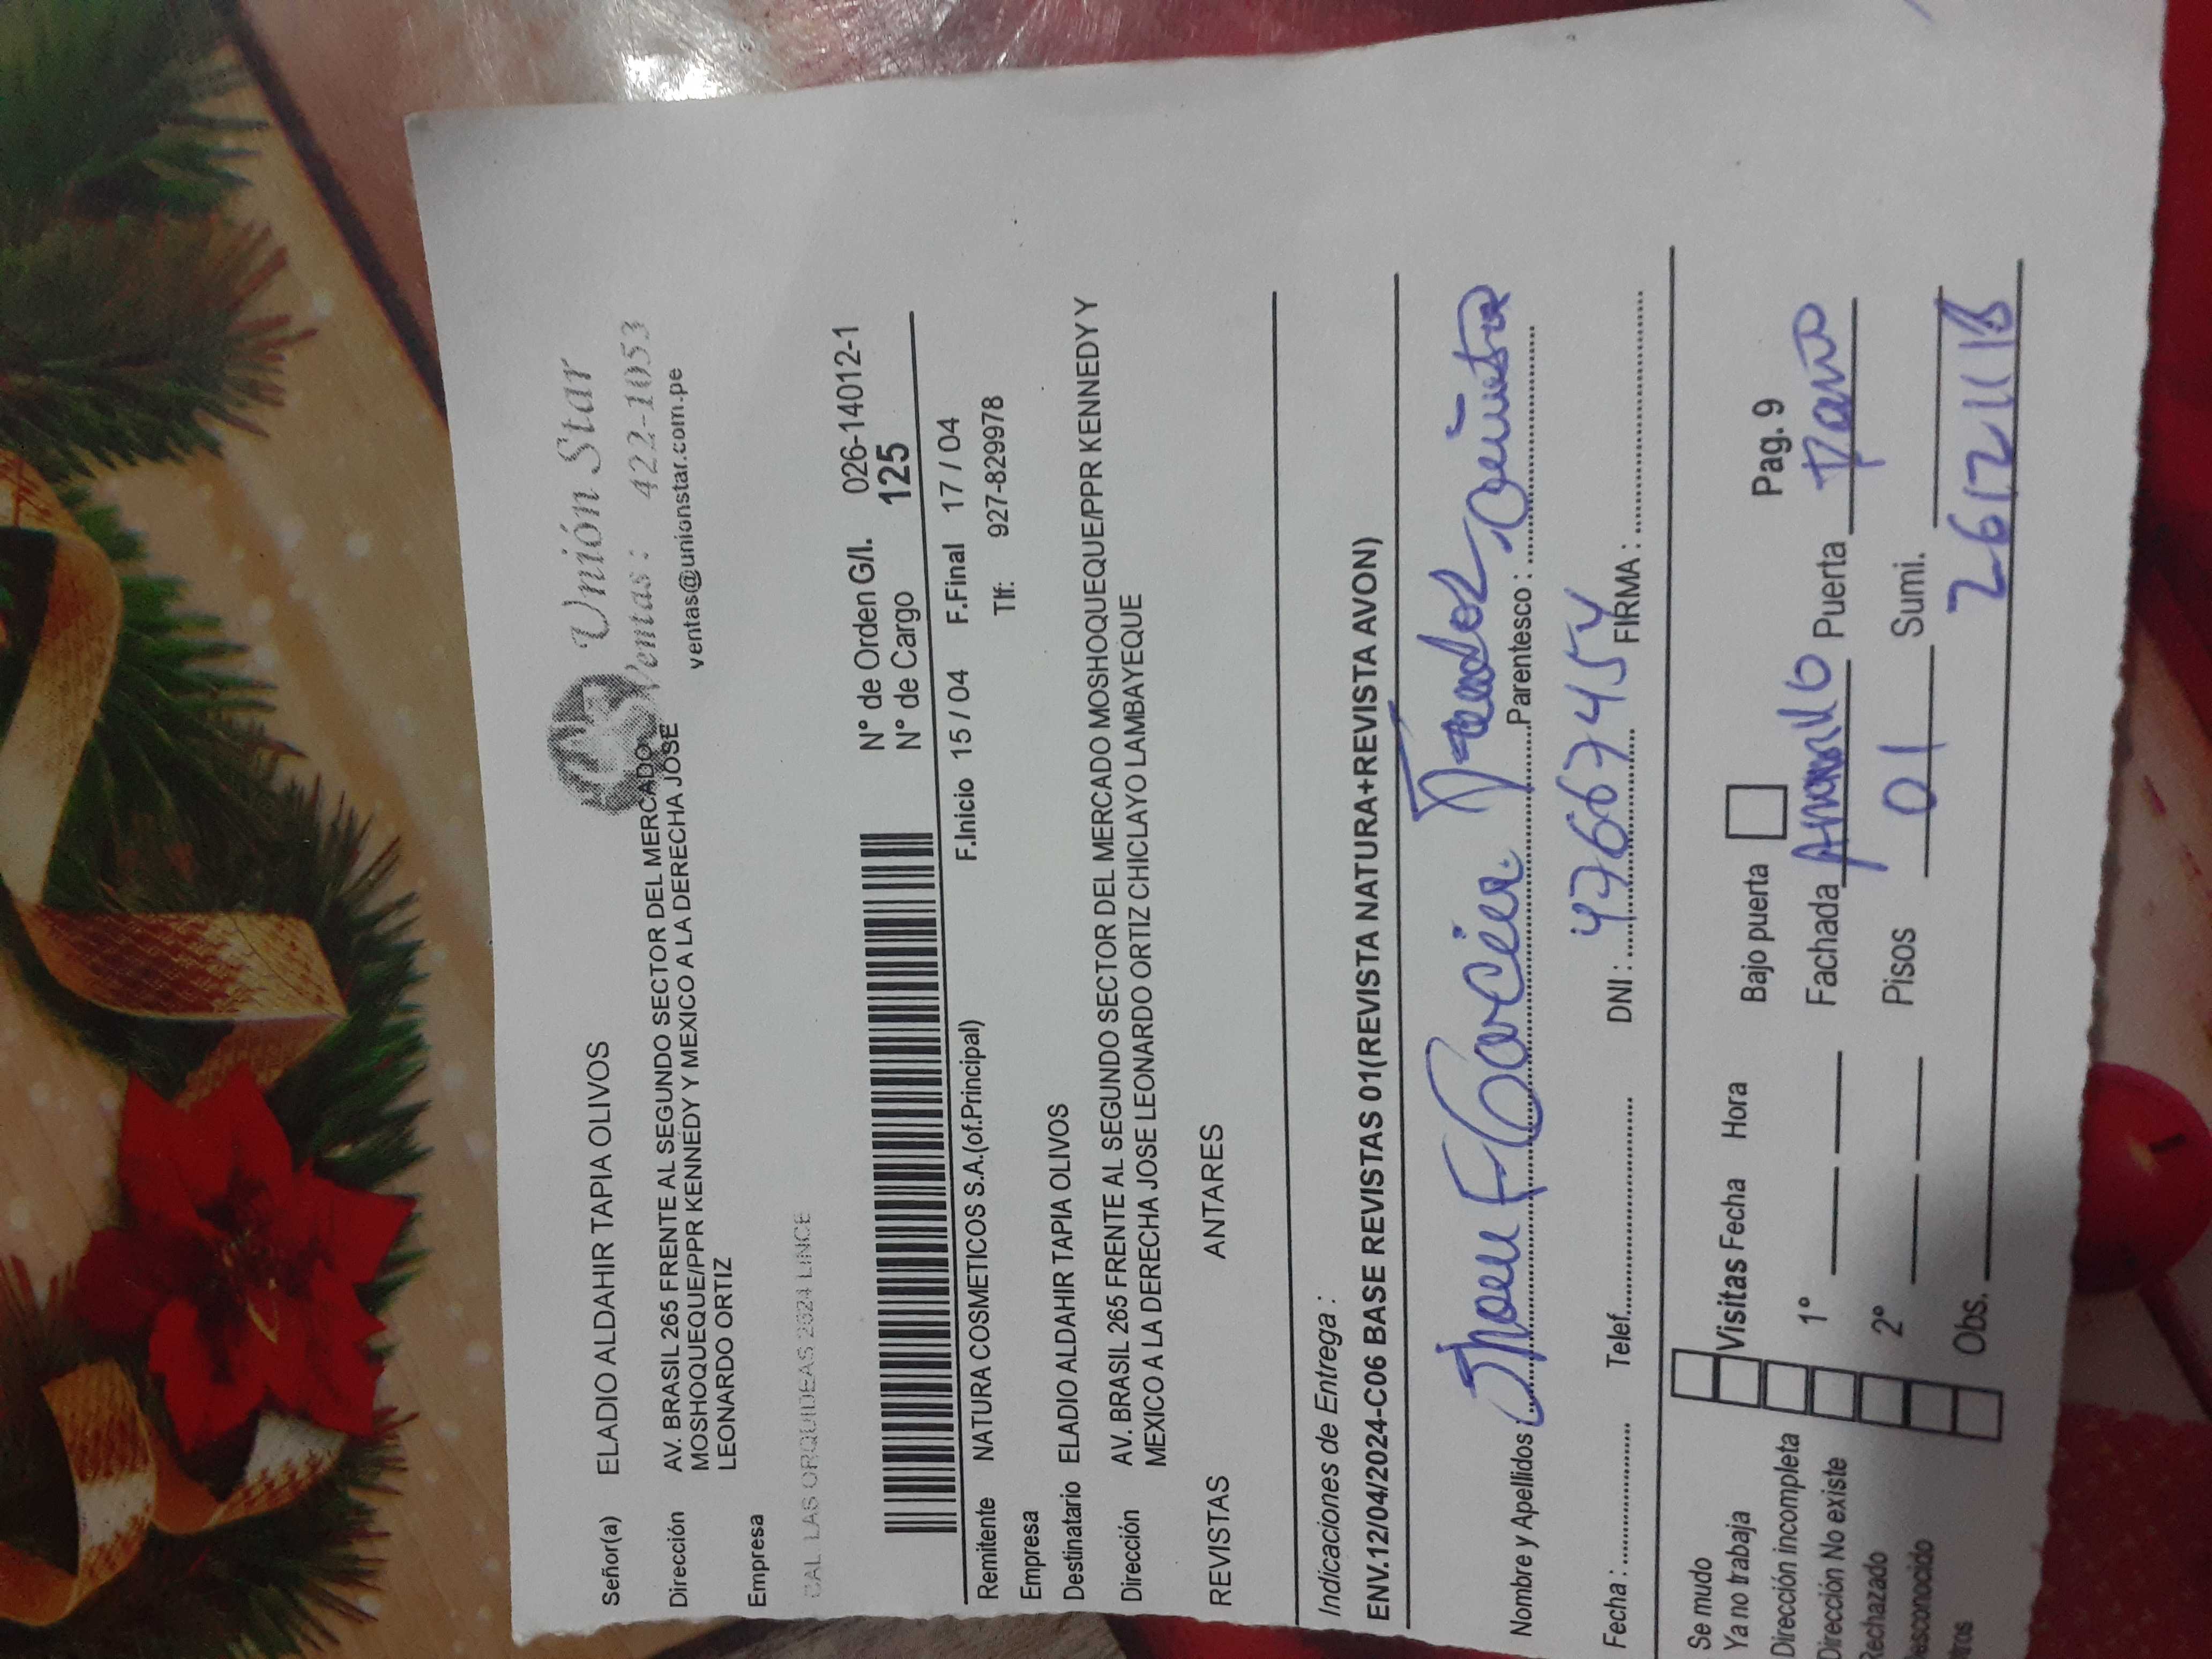 Unión Star
Ventas : 422-1053
ventas@unionstar.com.pe
Señor(a) ELADIO ALDAHIR TAPIA OLIVOS
Dirección AV. BRASIL 265 FRENTE AL SEGUNDO SECTOR DEL MERCADO
MOSHOQUEQUE/PPR KENNEDY Y MEXICO A LA DERECHA JOSE
LEONARDO ORTIZ
Empresa
CAL LAS ORQUIDEAS 2624 LINCE
N° de Orden G/I. 026-14012-1
N° de Cargo 125
F.Inicio 15 / 04 F.Final 17 / 04
Remitente NATURA COSMETICOS S.A.(of.Principal)
Tlf: 927-829978
Empresa
Destinatario ELADIO ALDAHIR TAPIA OLIVOS
Dirección AV. BRASIL 265 FRENTE AL SEGUNDO SECTOR DEL MERCADO MOSHOQUEQUE/PPR KENNEDY Y
MEXICO A LA DERECHA JOSE LEONARDO ORTIZ CHICLAYO LAMBAYEQUE
REVISTAS ANTARES
Indicaciones de Entrega :
ENV.12/04/2024-C06 BASE REVISTAS 01(REVISTA NATURA+REVISTA AVON)
Nombre y Apellidos Garcia Parentesco :
Fecha : Telef. DNI : 47667454 FIRMA :
Se mudo
Ya no trabaja Visitas Fecha Hora Bajo puerta Pag. 9
Dirección incompleta 1° Fachada Amarillo Puerta
Dirección No existe
Rechazado 2° Pisos 01 Sumi.
Desconocido
Obs.